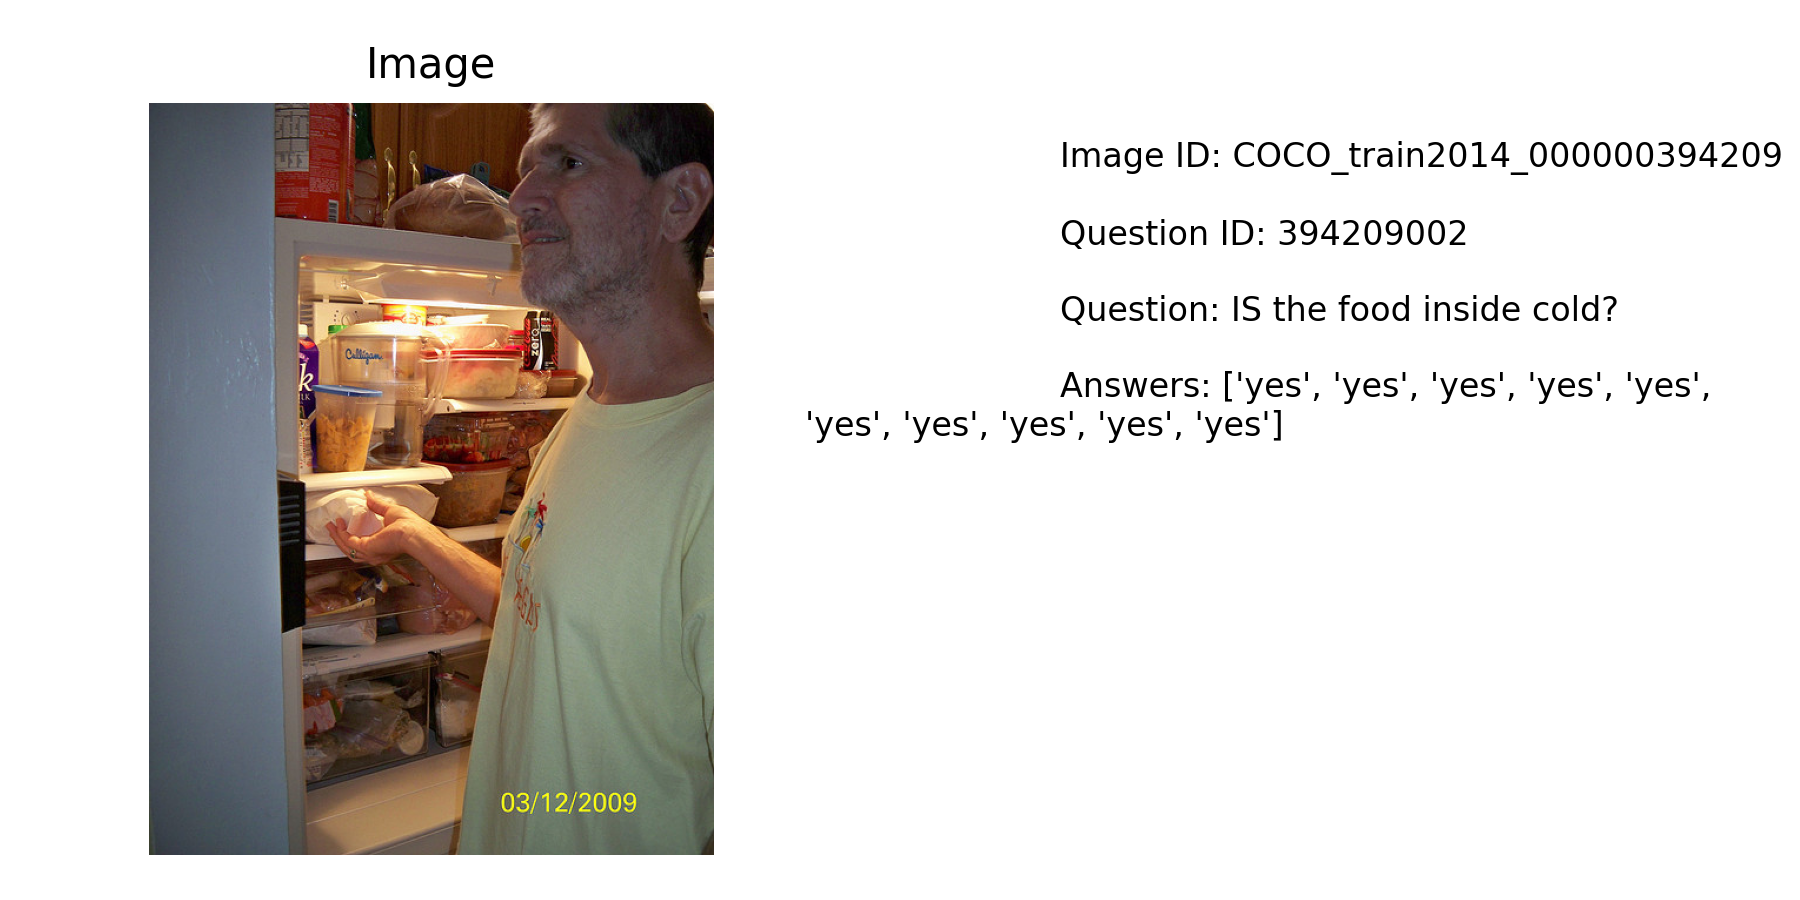 Image
Image ID: COCO_train2014_000000394209
Question ID: 394209002
Question: IS the food inside cold?
Answers: ['yes', 'yes', 'yes', 'yes', 'yes',
'yes', 'yes', 'yes', 'yes', 'yes']
Culligan
zero
k
03/12/2009